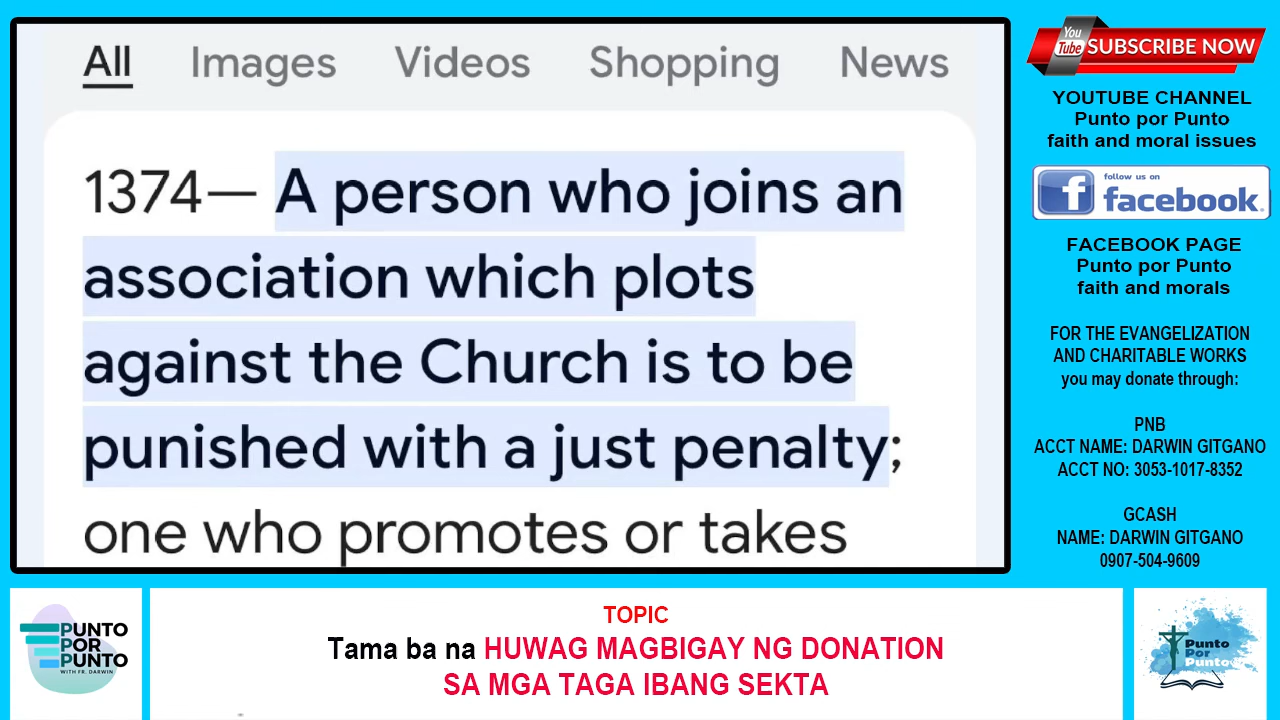 All Images Videos Shopping News
1374— A person who joins an
association which plots
against the Church is to be
punished with a just penalty;
one who promotes or takes
You Tube SUBSCRIBE NOW
YOUTUBE CHANNEL
Punto por Punto
faith and moral issues
follow us on
facebook.
FACEBOOK PAGE
Punto por Punto
faith and morals
FOR THE EVANGELIZATION
AND CHARITABLE WORKS
you may donate through:
PNB
ACCT NAME: DARWIN GITGANO
ACCT NO: 3053-1017-8352
GCASH
NAME: DARWIN GITGANO
0907-504-9609
PUNTO
POR
PUNTO
WITH FR. DARWIN
TOPIC
Tama ba na HUWAG MAGBIGAY NG DONATION
SA MGA TAGA IBANG SEKTA
Punto
Por
Punto